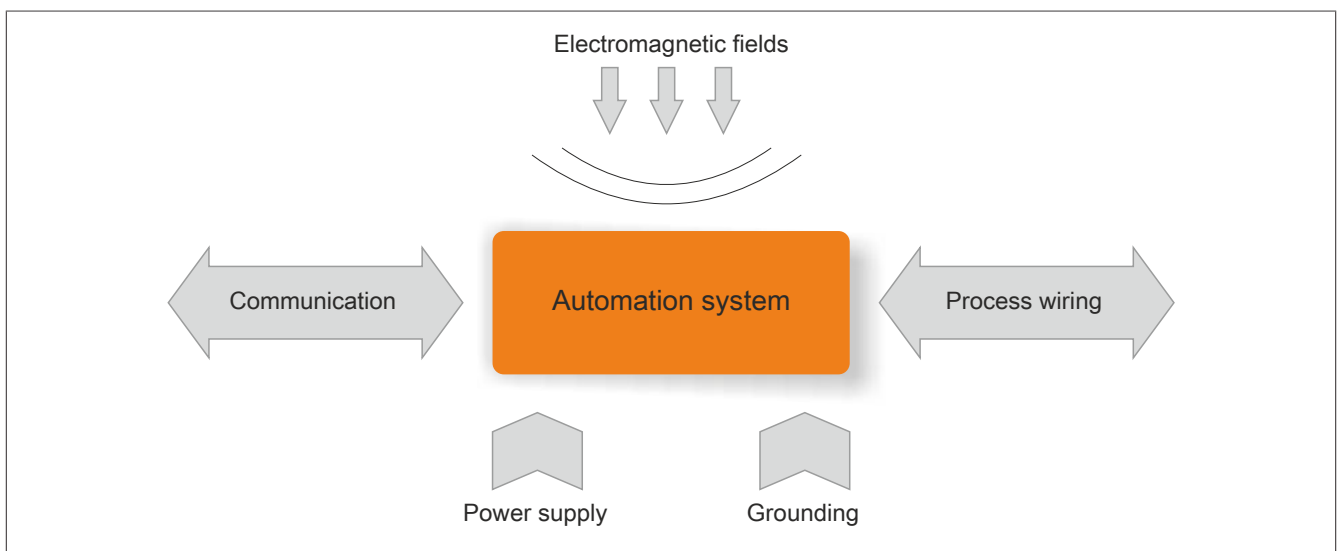 Electromagnetic fields
Communication
Automation system
Process wiring
Power supply
Grounding